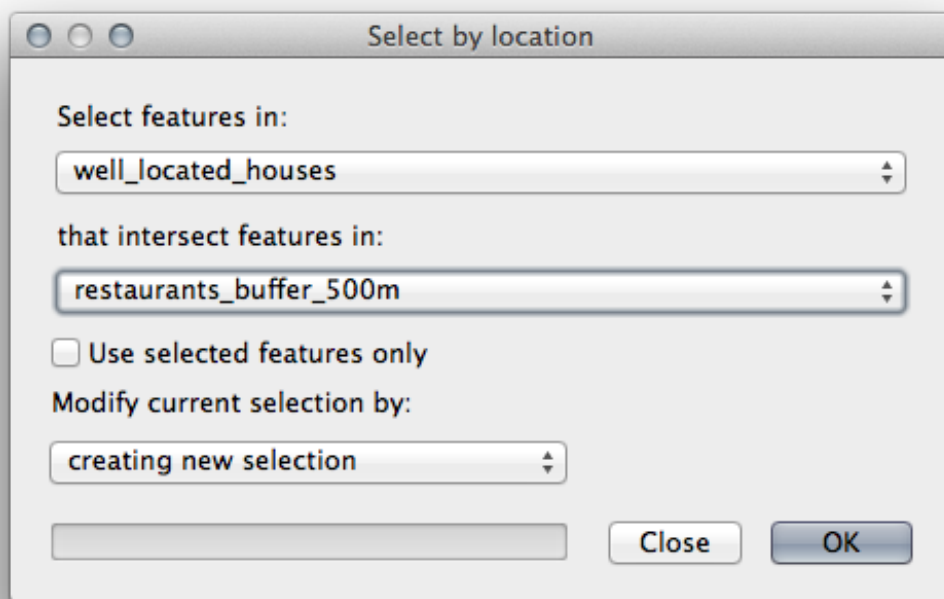 Select by location
Select features in:
well_located_houses
that intersect features in:
restaurants_buffer_500m
Use selected features only
Modify current selection by:
creating new selection
Close OK